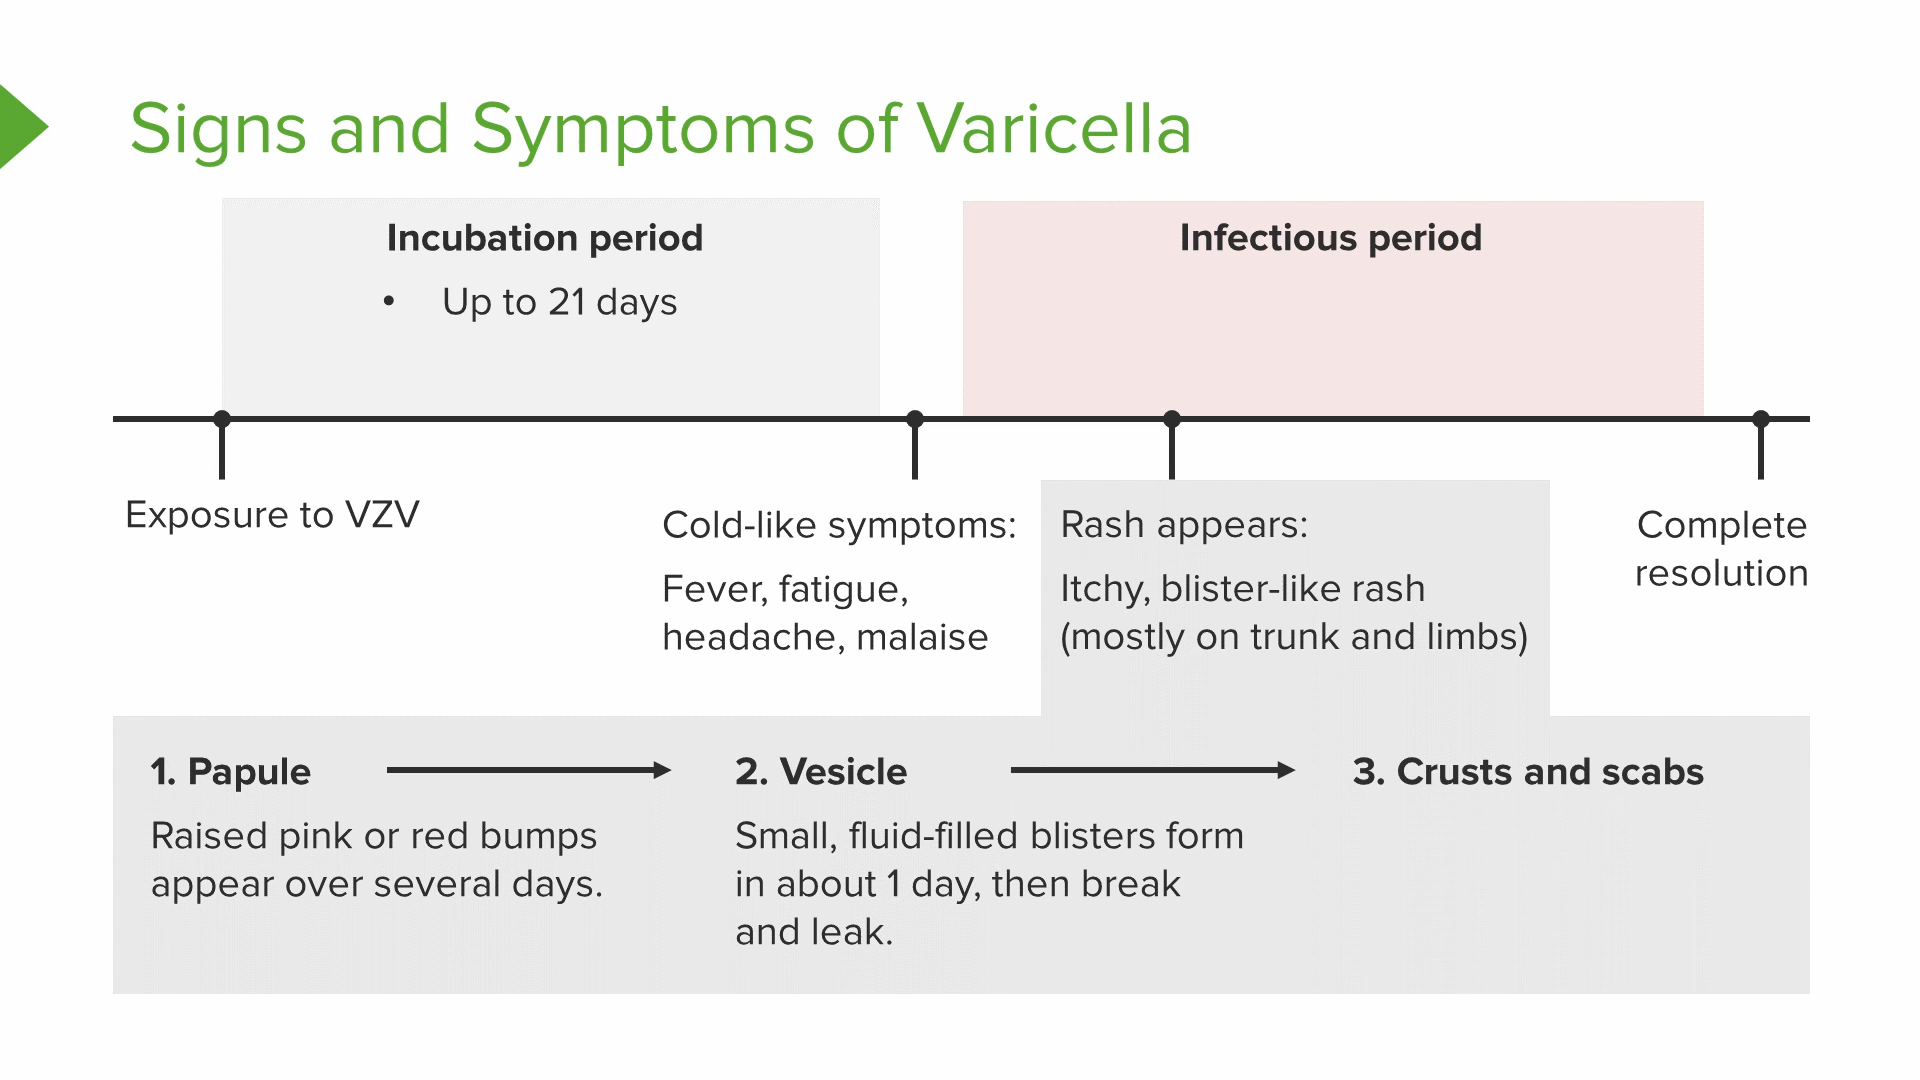 Signs and Symptoms of Varicella
Incubation period
• Up to 21 days
Infectious period
Exposure to VZV
Cold-like symptoms:
Fever, fatigue,
headache, malaise
Rash appears:
Itchy, blister-like rash
(mostly on trunk and limbs)
Complete
resolution
1. Papule
Raised pink or red bumps
appear over several days.
2. Vesicle
Small, fluid-filled blisters form
in about 1 day, then break
and leak.
3. Crusts and scabs